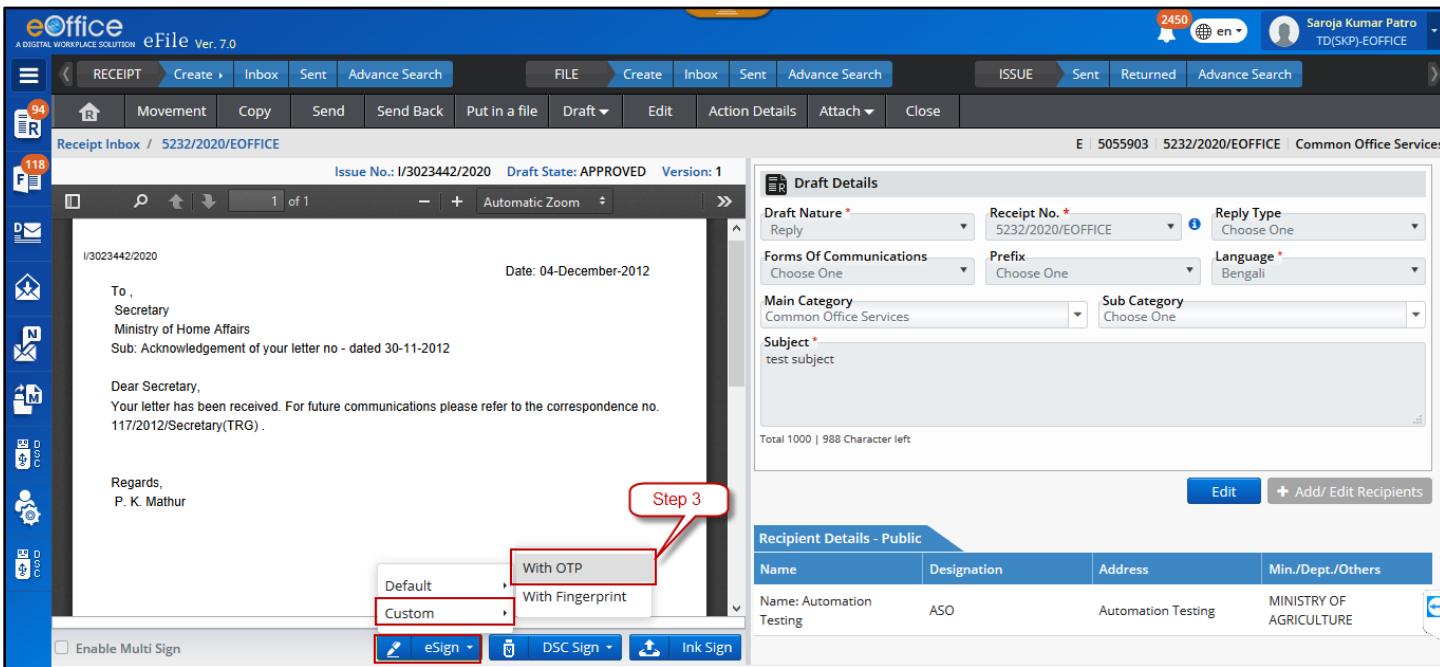 eOffice
A DIGITAL WORKPLACE SOLUTION eFile Ver. 7.0
2450
en
Saroja Kumar Patro
TD(SKP)-EOFFICE
RECEIPT Create Inbox Sent Advance Search FILE Create Inbox Sent Advance Search ISSUE Sent Returned Advance Search
94
R
Movement Copy Send Send Back Put in a file Draft Edit Action Details Attach Close
R
Receipt Inbox / 5232/2020/EOFFICE
E 5055903 5232/2020/EOFFICE Common Office Services
118
F
Issue No.: I/3023442/2020 Draft State: APPROVED Version: 1
1 of 1 Automatic Zoom
D
N
M
DSC
DSC
I/3023442/2020
Date: 04-December-2012
To ,
Secretary
Ministry of Home Affairs
Sub: Acknowledgement of your letter no - dated 30-11-2012
Dear Secretary,
Your letter has been received. For future communications please refer to the correspondence no.
117/2012/Secretary(TRG) .
Regards,
P. K. Mathur
Step 3
Default
Custom
With OTP
With Fingerprint
Enable Multi Sign
eSign DSC Sign Ink Sign
Draft Details
Draft Nature * Receipt No. * Reply Type
Reply 5232/2020/EOFFICE Choose One
Forms Of Communications Prefix Language *
Choose One Choose One Bengali
Main Category Sub Category
Common Office Services Choose One
Subject *
test subject
Total 1000 | 988 Character left
Edit + Add/ Edit Recipients
Recipient Details - Public
Name Designation Address Min./Dept./Others
Name: Automation Testing ASO Automation Testing MINISTRY OF AGRICULTURE